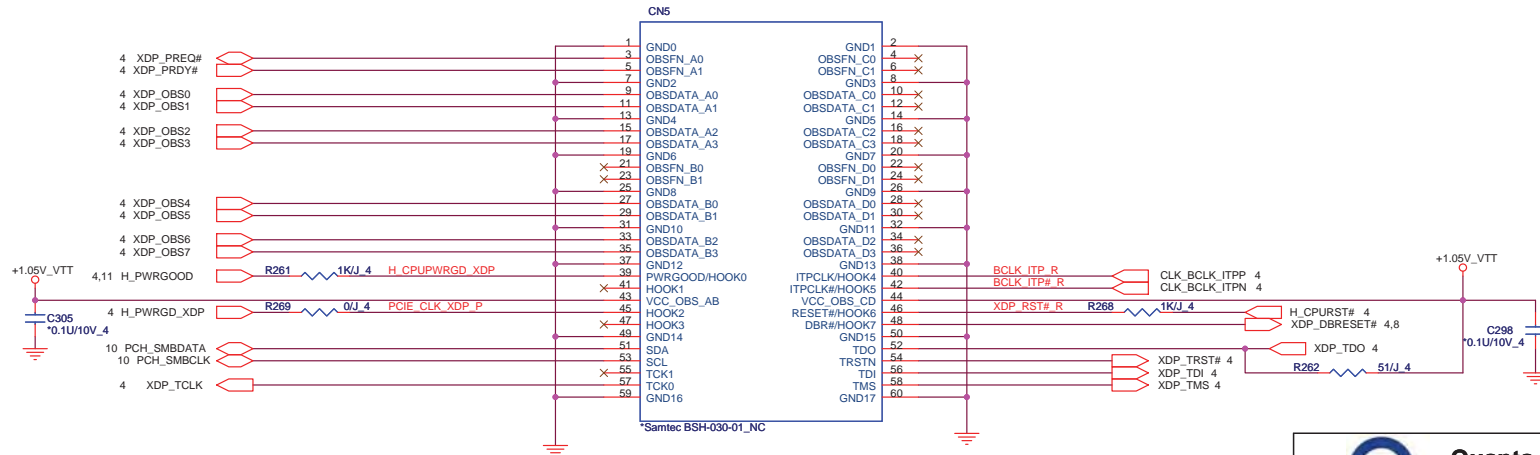 CN5
1 GND0 GND1 2
4 XDP_PREQ# 3 OBSFN_A0 OBSFN_C0 4
4 XDP_PRDY# 5 OBSFN_A1 OBSFN_C1 6
7 GND2 GND3 8
4 XDP_OBS0 9 OBSDATA_A0 OBSDATA_C0 10
4 XDP_OBS1 11 OBSDATA_A1 OBSDATA_C1 12
13 GND4 GND5 14
4 XDP_OBS2 15 OBSDATA_A2 OBSDATA_C2 16
4 XDP_OBS3 17 OBSDATA_A3 OBSDATA_C3 18
19 GND6 GND7 20
21 OBSFN_B0 OBSFN_D0 22
23 OBSFN_B1 OBSFN_D1 24
25 GND8 GND9 26
4 XDP_OBS4 27 OBSDATA_B0 OBSDATA_D0 28
4 XDP_OBS5 29 OBSDATA_B1 OBSDATA_D1 30
31 GND10 GND11 32
4 XDP_OBS6 33 OBSDATA_B2 OBSDATA_D2 34
4 XDP_OBS7 35 OBSDATA_B3 OBSDATA_D3 36
+1.05V_VTT 37 GND12 GND13 38 +1.05V_VTT
4,11 H_PWRGOOD R261 1K/J_4 H_CPUPWRGD_XDP 39 PWRGOOD/HOOK0 ITPCLK/HOOK4 40 BCLK_ITP_R CLK_BCLK_ITPP 4
41 HOOK1 ITPCLK#/HOOK5 42 BCLK_ITP#_R CLK_BCLK_ITPN 4
43 VCC_OBS_AB VCC_OBS_CD 44
4 H_PWRGD_XDP R269 0/J_4 PCIE_CLK_XDP_P 45 HOOK2 RESET#/HOOK6 46 XDP_RST#_R R268 1K/J_4 H_CPURST# 4
C305 47 HOOK3 DBR#/HOOK7 48 XDP_DBRESET# 4,8 C298
*0.1U/10V_4 49 GND14 GND15 50 *0.1U/10V_4
10 PCH_SMBDATA 51 SDA TDO 52 XDP_TDO 4
10 PCH_SMBCLK 53 SCL TRSTN 54 XDP_TRST# 4
55 TCK1 TDI 56 XDP_TDI 4 R262 51/J_4
4 XDP_TCLK 57 TCK0 TMS 58 XDP_TMS 4
59 GND16 GND17 60
*Samtec BSH-030-01_NC
Quanta